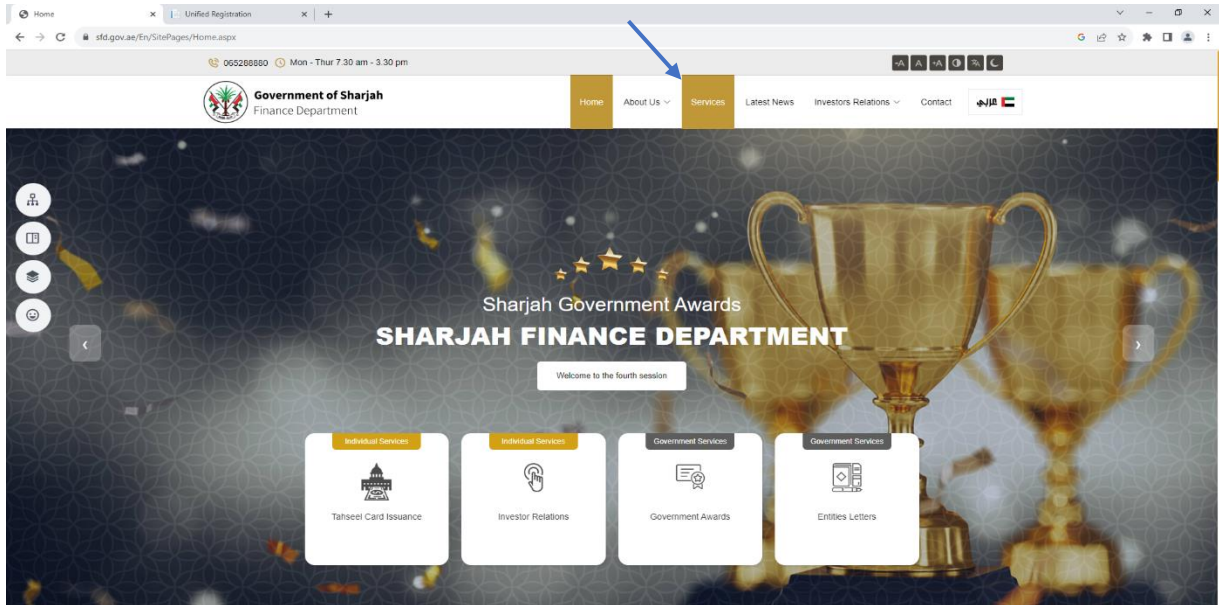 Home
Unified Registration
sfd.gov.ae/En/SitePages/Home.aspx
065288880 Mon - Thur 7.30 am - 3.30 pm
-A A +A
Government of Sharjah
Finance Department
Home About Us Services Latest News Investors Relations Contact عربي
Sharjah Government Awards
SHARJAH FINANCE DEPARTMENT
Welcome to the fourth session
Individual Services Individual Services Government Services Government Services
Tahseel Card Issuance Investor Relations Government Awards Entities Letters